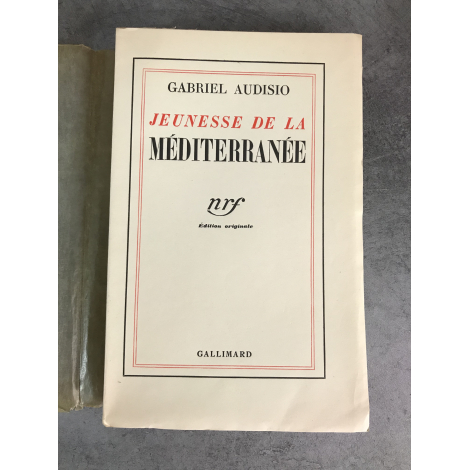 GABRIEL AUDISIO
JEUNESSE DE LA
MÉDITERRANÉE
nrf
Édition originale
GALLIMARD